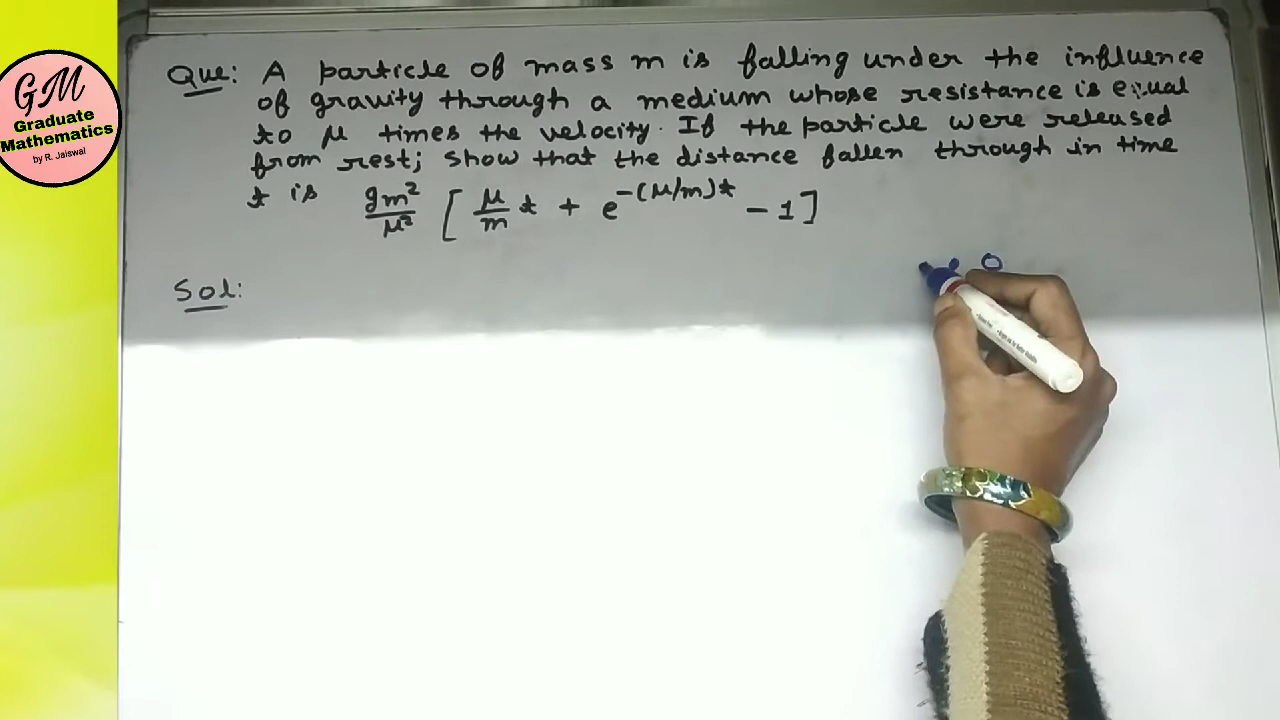 GM
Graduate
Mathematics
by R. Jaiswal
Que: A particle of mass m is falling under the influence
of gravity through a medium whose resistance is equal
to μ times the velocity. If the particle were released
from rest; show that the distance fallen through in time
t is gm²/μ² [μ/m t + e^-(μ/m)t - 1]
Sol:
O